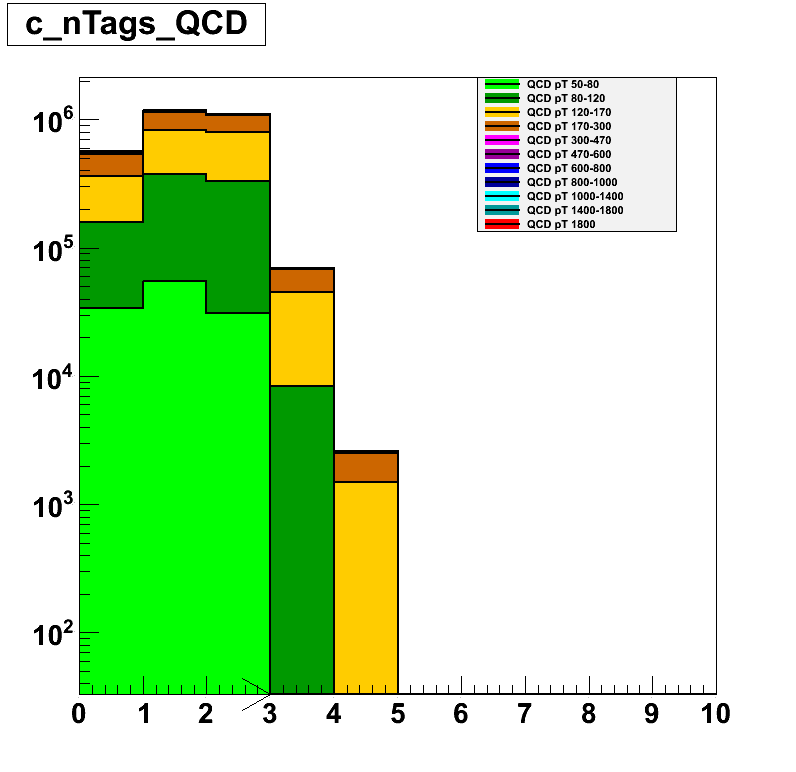 c_nTags_QCD
QCD pT 50-80
QCD pT 80-120
QCD pT 120-170
QCD pT 170-300
QCD pT 300-470
QCD pT 470-600
QCD pT 600-800
QCD pT 800-1000
QCD pT 1000-1400
QCD pT 1400-1800
QCD pT 1800
10^6
10^5
10^4
10^3
10^2
0 1 2 3 4 5 6 7 8 9 10